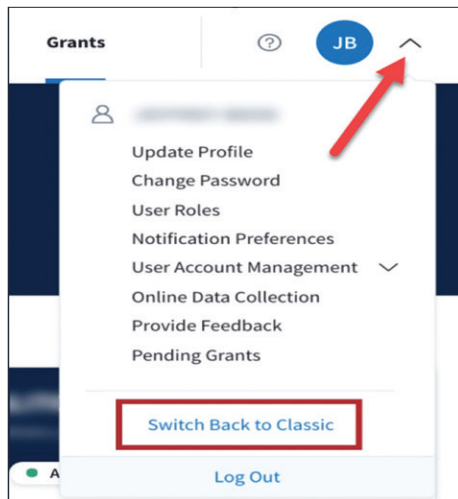 Grants
?
JB
Update Profile
Change Password
User Roles
Notification Preferences
User Account Management
Online Data Collection
Provide Feedback
Pending Grants
Switch Back to Classic
A
Log Out